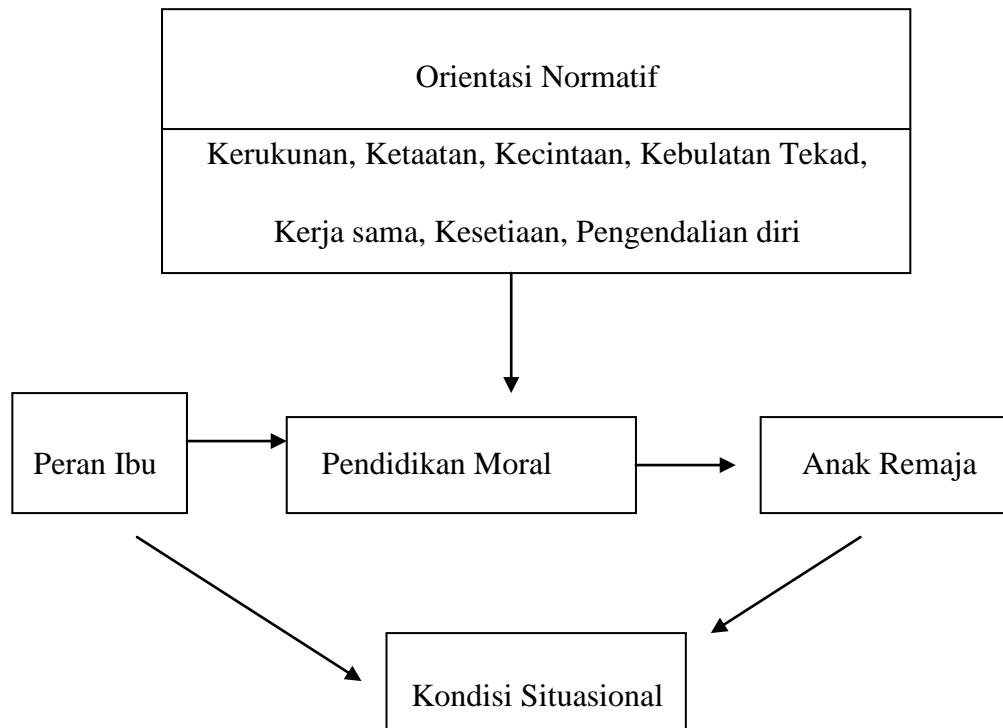 Orientasi Normatif
Kerukunan, Ketaatan, Kecintaan, Kebulatan Tekad,
Kerja sama, Kesetiaan, Pengendalian diri
Peran Ibu
Pendidikan Moral
Anak Remaja
Kondisi Situasional